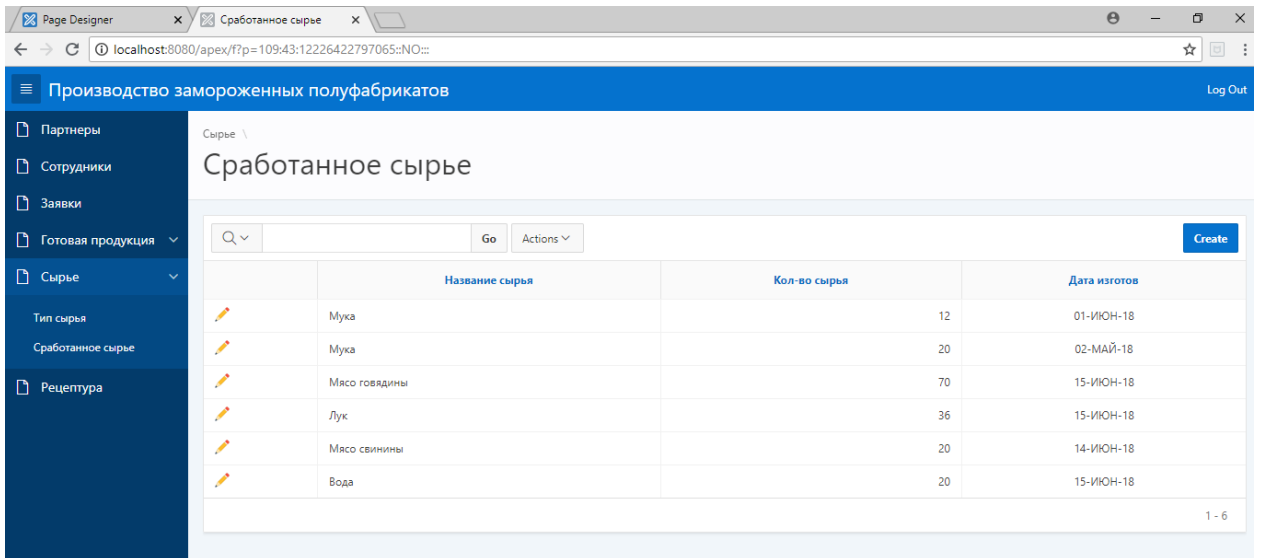 Page Designer
Сработанное сырье
localhost:8080/apex/f?p=109:43:12226422797065::NO:::
Производство замороженных полуфабрикатов
Log Out
Партнеры
Сотрудники
Заявки
Готовая продукция
Сырье
Тип сырья
Сработанное сырье
Рецептура
Сырье \
Сработанное сырье
Go Actions Create
Название сырья Кол-во сырья Дата изготов
Мука 12 01-ИЮН-18
Мука 20 02-МАЙ-18
Мясо говядины 70 15-ИЮН-18
Лук 36 15-ИЮН-18
Мясо свинины 20 14-ИЮН-18
Вода 20 15-ИЮН-18
1 - 6